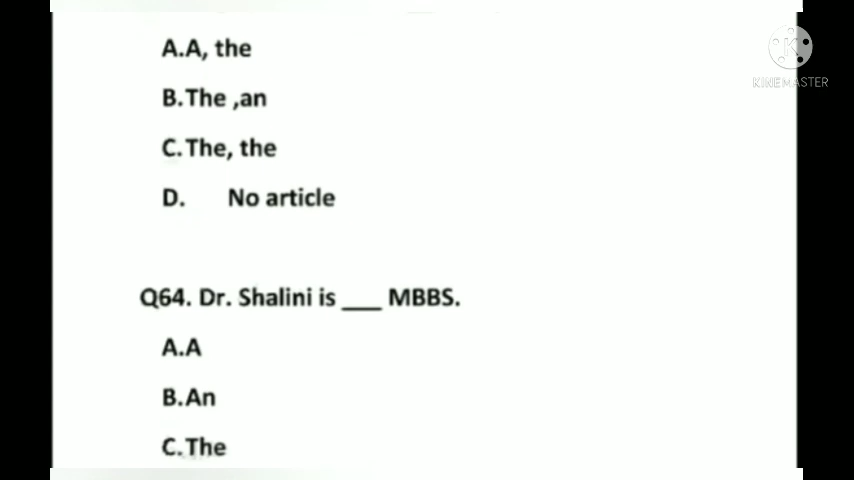 A.A, the
B.The ,an
C.The, the
D. No article
Q64. Dr. Shalini is ___ MBBS.
A.A
B.An
C.The
K
KINEMASTER